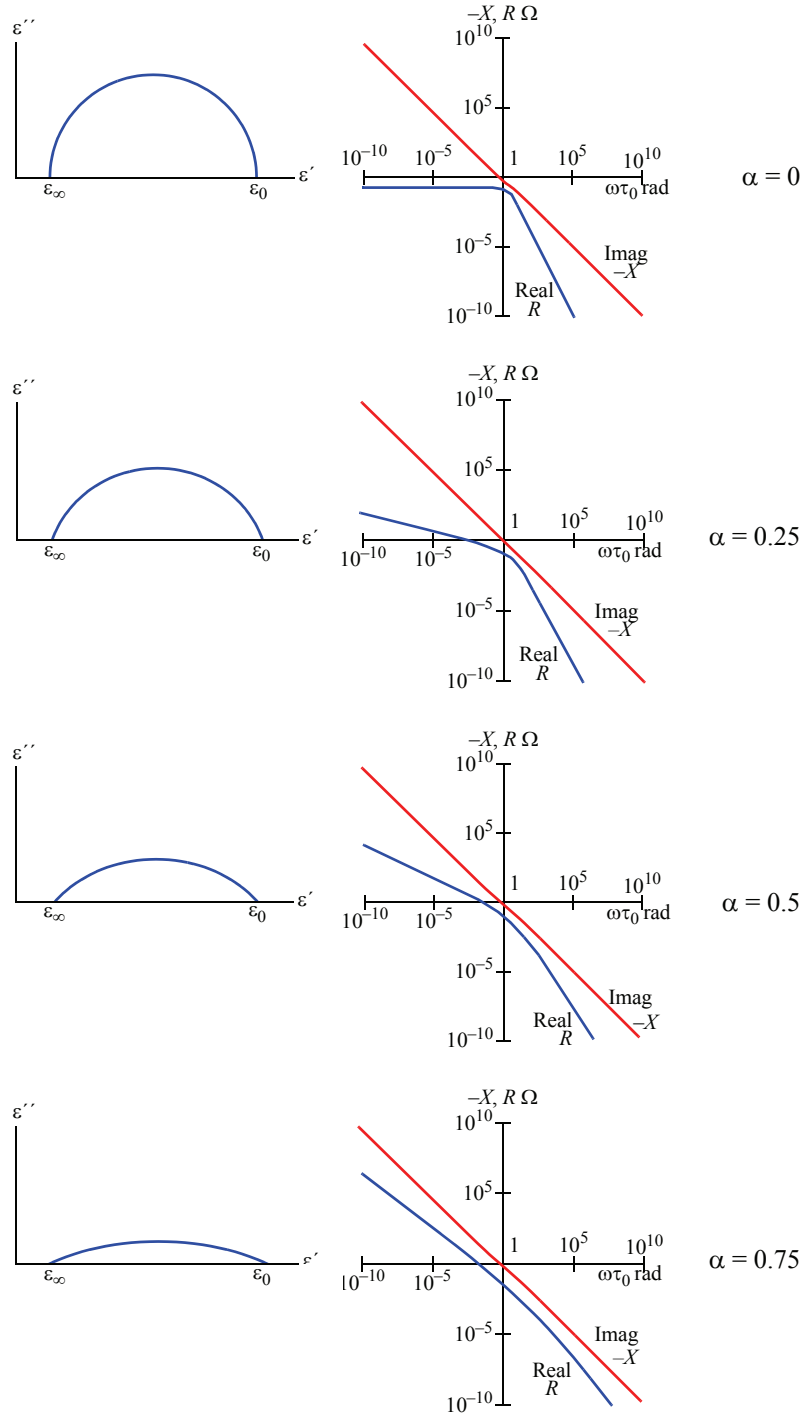 ε´´
ε´
ε∞
ε0
–X, R Ω
10^10
10^5
10^–10
10^–5
1
10^5
10^10
ωτ0 rad
10^–5
10^–10
Imag
–X
Real
R
α = 0
ε´´
ε´
ε∞
ε0
–X, R Ω
10^10
10^5
1
10^5
10^10
10^–10
10^–5
ωτ0 rad
10^–5
10^–10
Imag
–X
Real
R
α = 0.25
ε´´
ε´
ε∞
ε0
–X, R Ω
10^10
10^5
1
10^5
10^10
10^–10
10^–5
ωτ0 rad
10^–5
10^–10
Imag
–X
Real
R
α = 0.5
ε´´
ε´
ε∞
ε0
–X, R Ω
10^10
10^5
1
10^5
10^10
10^–10
10^–5
ωτ0 rad
10^–5
10^–10
Imag
–X
Real
R
α = 0.75